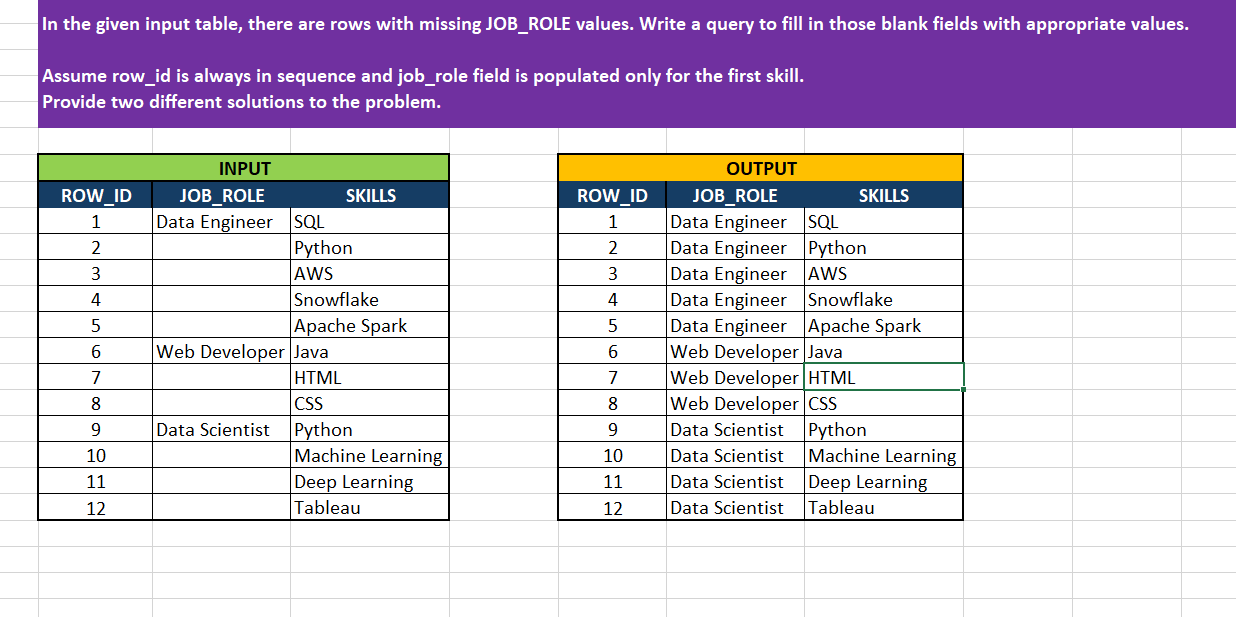 In the given input table, there are rows with missing JOB_ROLE values. Write a query to fill in those blank fields with appropriate values.
Assume row_id is always in sequence and job_role field is populated only for the first skill.
Provide two different solutions to the problem.
INPUT
ROW_ID JOB_ROLE SKILLS
1 Data Engineer SQL
2 Python
3 AWS
4 Snowflake
5 Apache Spark
6 Web Developer Java
7 HTML
8 CSS
9 Data Scientist Python
10 Machine Learning
11 Deep Learning
12 Tableau
OUTPUT
ROW_ID JOB_ROLE SKILLS
1 Data Engineer SQL
2 Data Engineer Python
3 Data Engineer AWS
4 Data Engineer Snowflake
5 Data Engineer Apache Spark
6 Web Developer Java
7 Web Developer HTML
8 Web Developer CSS
9 Data Scientist Python
10 Data Scientist Machine Learning
11 Data Scientist Deep Learning
12 Data Scientist Tableau